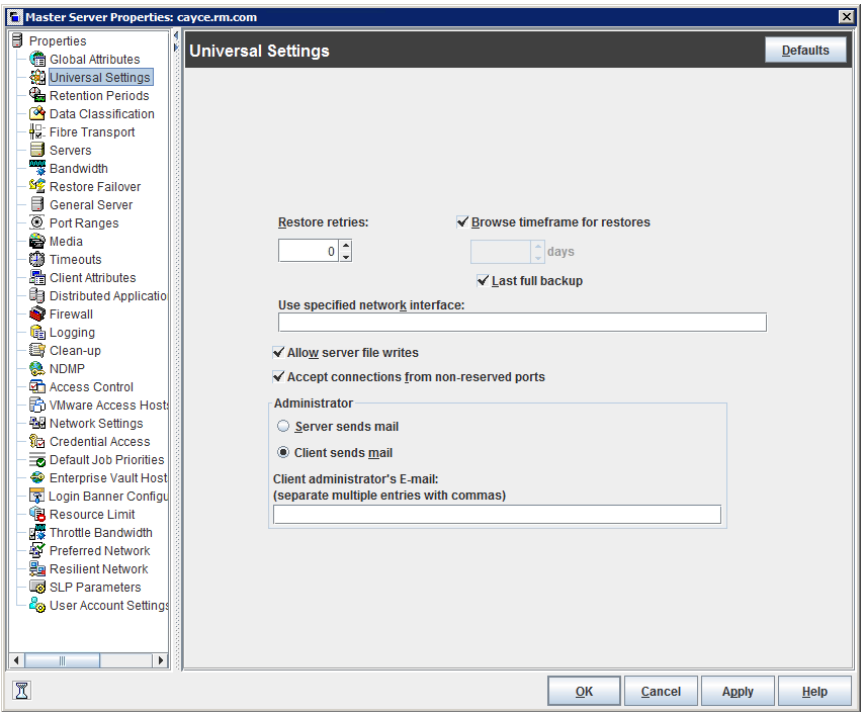 Master Server Properties: cayce.rm.com
Properties
Global Attributes
Universal Settings
Retention Periods
Data Classification
Fibre Transport
Servers
Bandwidth
Restore Failover
General Server
Port Ranges
Media
Timeouts
Client Attributes
Distributed Applicatio
Firewall
Logging
Clean-up
NDMP
Access Control
VMware Access Hosts
Network Settings
Credential Access
Default Job Priorities
Enterprise Vault Host
Login Banner Configu
Resource Limit
Throttle Bandwidth
Preferred Network
Resilient Network
SLP Parameters
User Account Settings
Universal Settings
Defaults
Restore retries:
Browse timeframe for restores
0
days
Last full backup
Use specified network interface:
Allow server file writes
Accept connections from non-reserved ports
Administrator
Server sends mail
Client sends mail
Client administrator's E-mail:
(separate multiple entries with commas)
OK
Cancel
Apply
Help